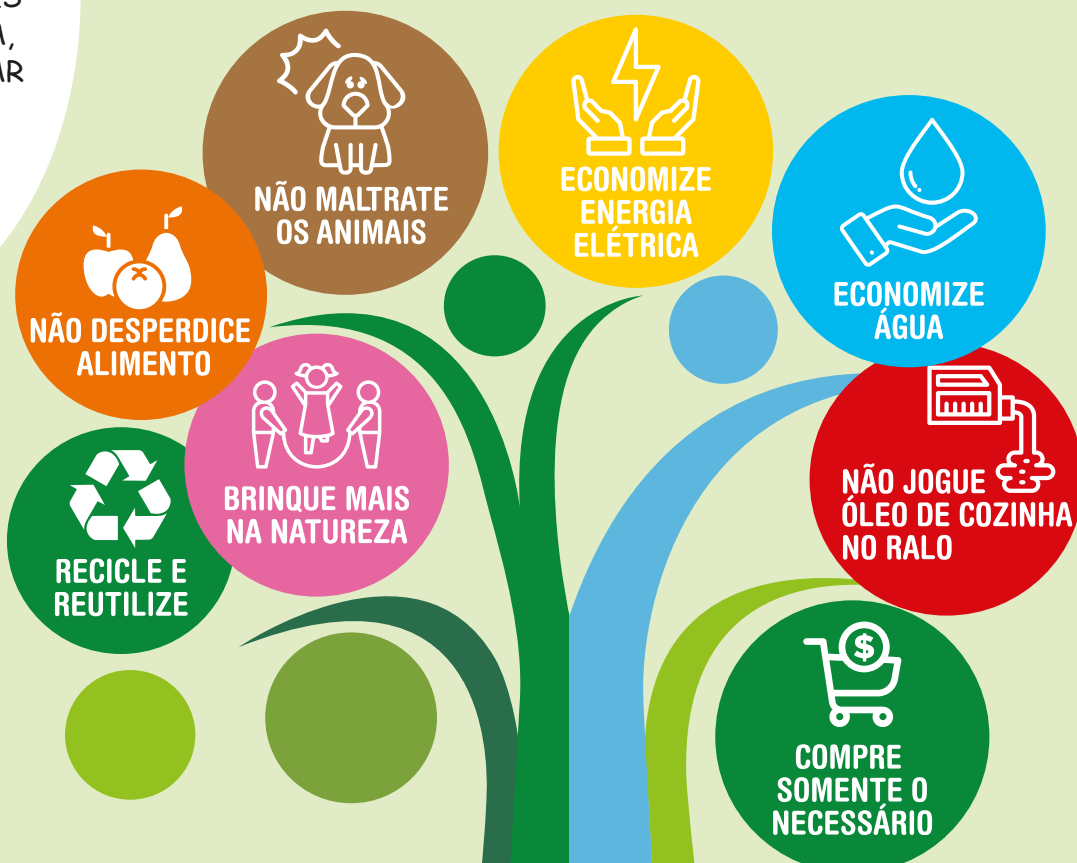 AR
NÃO MALTRATE
OS ANIMAIS
ECONOMIZE
ENERGIA
ELÉTRICA
ECONOMIZE
ÁGUA
NÃO DESPERDICE
ALIMENTO
BRINQUE MAIS
NA NATUREZA
NÃO JOGUE
ÓLEO DE COZINHA
NO RALO
RECICLE E
REUTILIZE
$
COMPRE
SOMENTE O
NECESSÁRIO